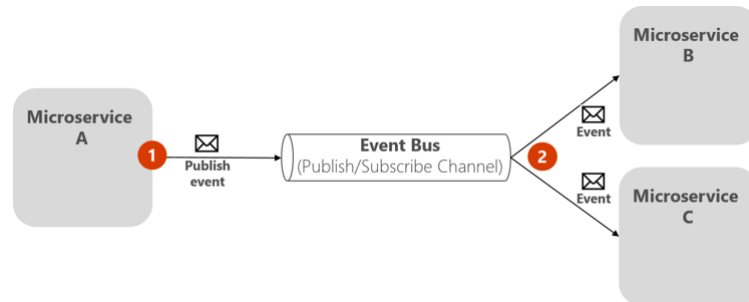 Microservice
A
1
Publish
event
Event Bus
(Publish/Subscribe Channel)
2
Event
Microservice
B
Event
Microservice
C